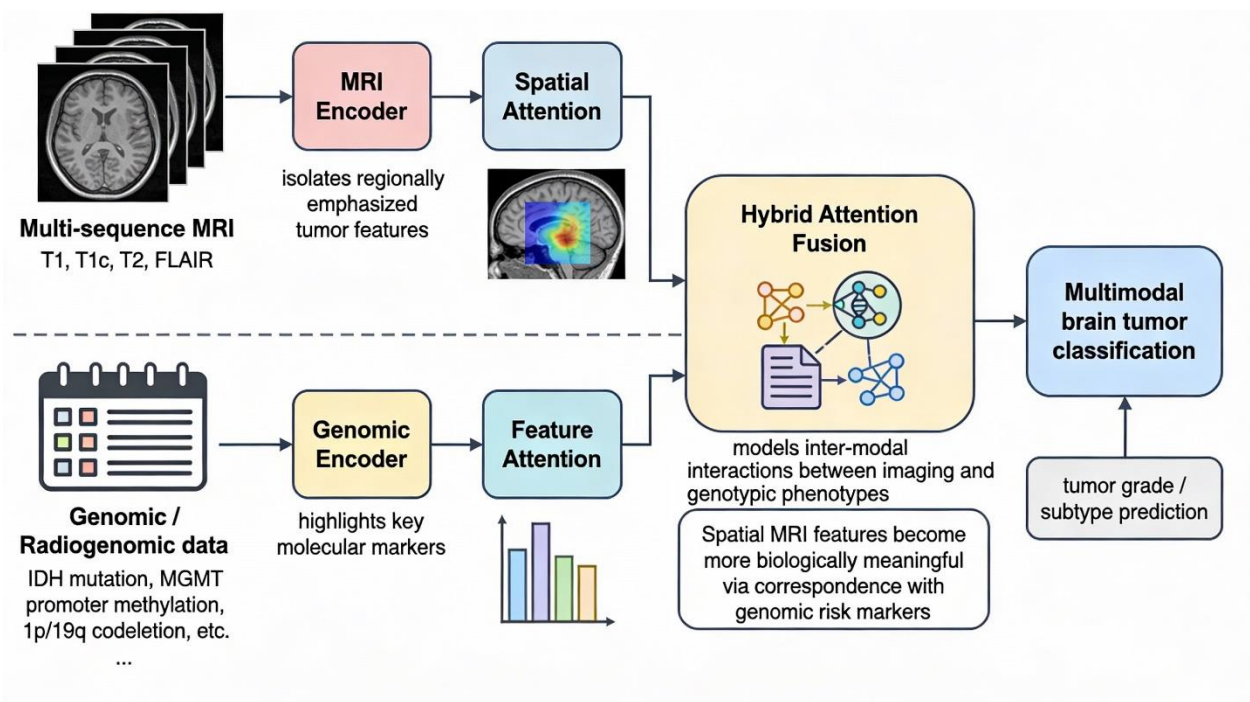 MRI
Encoder
Spatial
Attention
isolates regionally
emphasized
tumor features
Multi-sequence MRI
T1, T1c, T2, FLAIR
Hybrid Attention
Fusion
Multimodal
brain tumor
classification
Genomic
Encoder
Feature
Attention
models inter-modal
interactions between imaging and
genotypic phenotypes
tumor grade /
subtype prediction
Genomic /
Radiogenomic data
IDH mutation, MGMT
promoter methylation,
1p/19q codeletion, etc.
...
highlights key
molecular markers
Spatial MRI features become
more biologically meaningful
via correspondence with
genomic risk markers